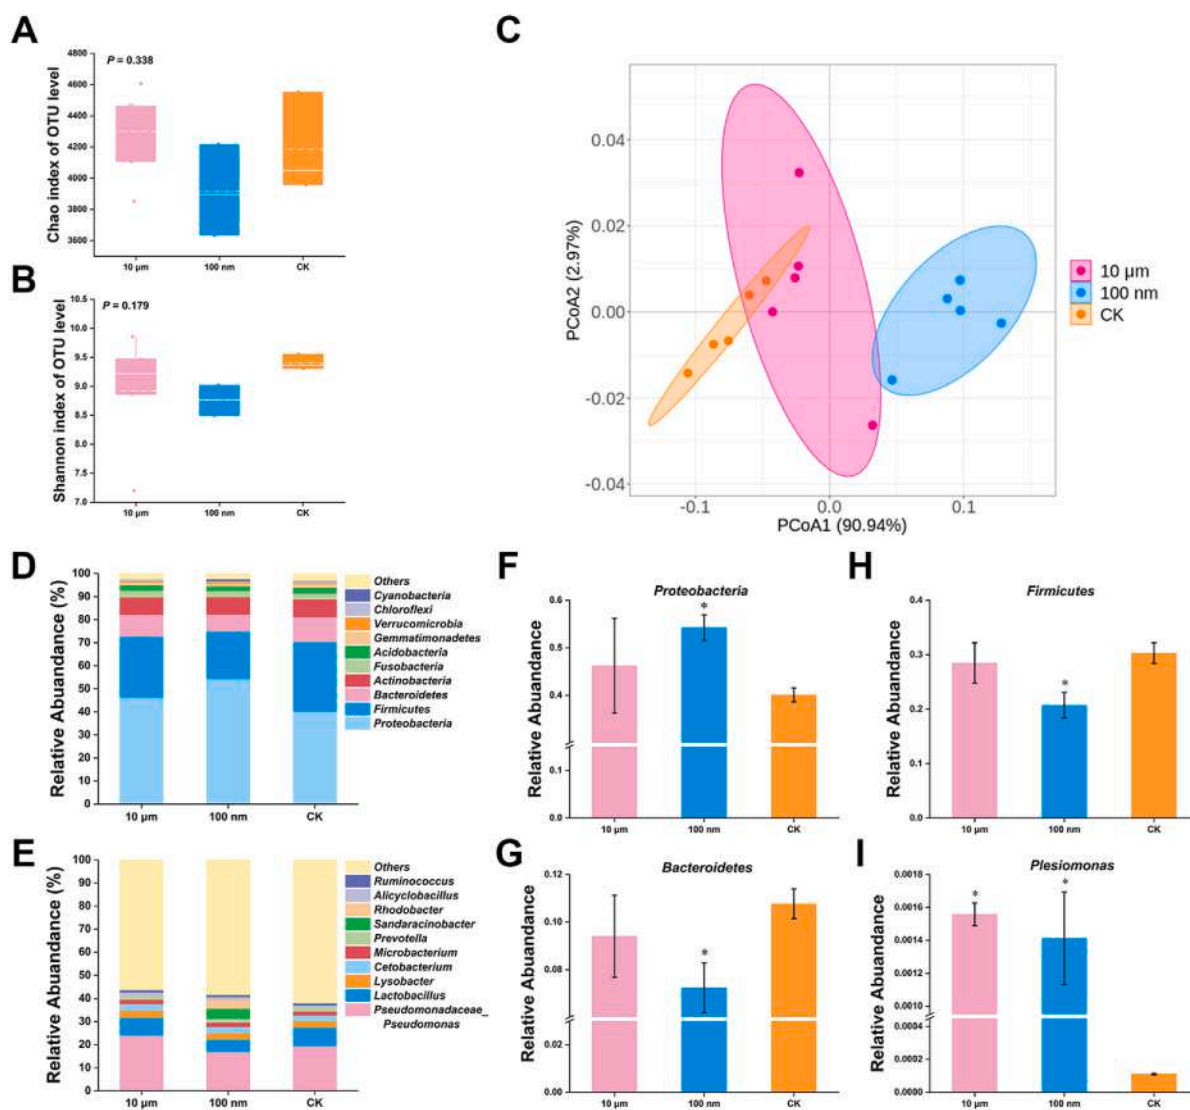 A
4800
4600
4400
4200
4000
3800
3600
Chao index of OTU level
P = 0.338
10 μm
100 nm
CK
B
10.5
10.0
9.5
9.0
8.5
8.0
7.5
7.0
Shannon index of OTU level
P = 0.179
10 μm
100 nm
CK
C
0.04
0.02
0.00
-0.02
-0.04
PCoA2 (2.97%)
-0.1
0.0
0.1
PCoA1 (90.94%)
10 μm
100 nm
CK
D
100
90
80
70
60
50
40
30
20
10
0
Relative Abuandance (%)
10 μm
100 nm
CK
Others
Cyanobacteria
Chloroflexi
Verrucomicrobia
Gemmatimonadetes
Acidobacteria
Fusobacteria
Actinobacteria
Bacteroidetes
Firmicutes
Proteobacteria
E
100
90
80
70
60
50
40
30
20
10
0
Relative Abuandance (%)
10 μm
100 nm
CK
Others
Ruminococcus
Alicyclobacillus
Rhodobacter
Sandaracinobacter
Prevotella
Microbacterium
Cetobacterium
Lysobacter
Lactobacillus
Pseudomonadaceae_
Pseudomonas
F
Proteobacteria
0.6
0.5
0.4
0.1
0.0
Relative Abuandance
*
10 μm
100 nm
CK
G
Bacteroidetes
0.12
0.10
0.08
0.02
0.00
Relative Abuandance
*
10 μm
100 nm
CK
H
Firmicutes
0.4
0.3
0.2
0.1
0.0
Relative Abuandance
*
10 μm
100 nm
CK
I
Plesiomonas
0.0018
0.0016
0.0014
0.0012
0.0010
0.0004
0.0002
0.0000
Relative Abuandance
*
*
10 μm
100 nm
CK